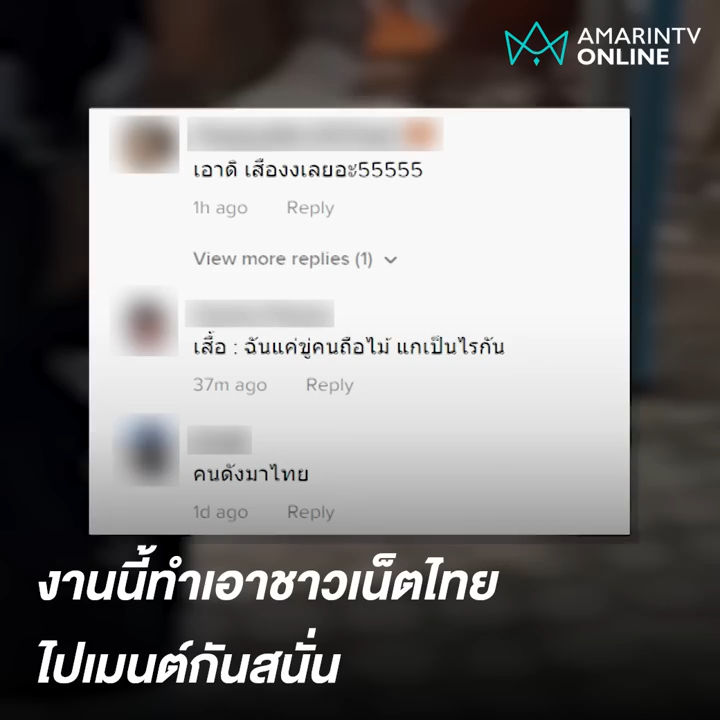 AMARINTV
ONLINE
เอาดิ เสืองงเลยอะ55555
1h ago Reply
View more replies (1)
เสื้อ : ฉันแค่ขู่คนถือไม้ แกเป็นไรกัน
37m ago Reply
คนดังมาไทย
1d ago Reply
งานนี้ทำเอาชาวเน็ตไทย
ไปเมนต์กันสนั่น